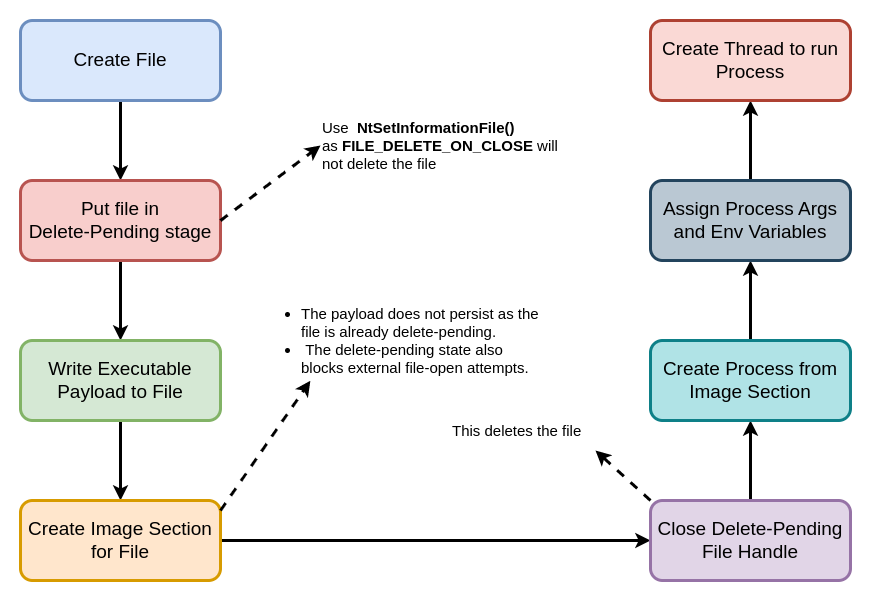 Create File
Create Thread to run
Process
Use NtSetInformationFile()
as FILE_DELETE_ON_CLOSE will
not delete the file
Put file in
Delete-Pending stage
Assign Process Args
and Env Variables
• The payload does not persist as the
file is already delete-pending.
• The delete-pending state also
blocks external file-open attempts.
Write Executable
Payload to File
Create Process from
Image Section
This deletes the file
Create Image Section
for File
Close Delete-Pending
File Handle